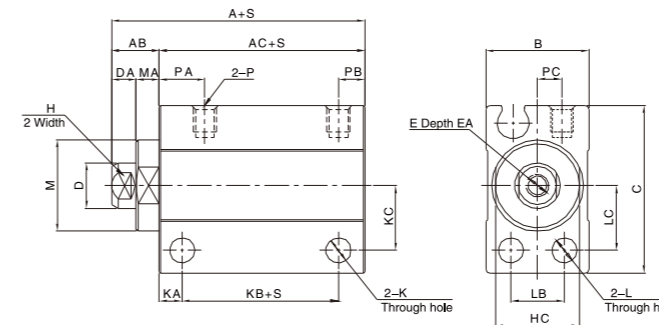 A+S
AB
AC+S
B
DA
MA
PA
2-P
PB
PC
H
2 Width
E Depth EA
M
D
KC
C
LC
KA
KB+S
2-K
Through hole
LB
2-L
Through h
HC